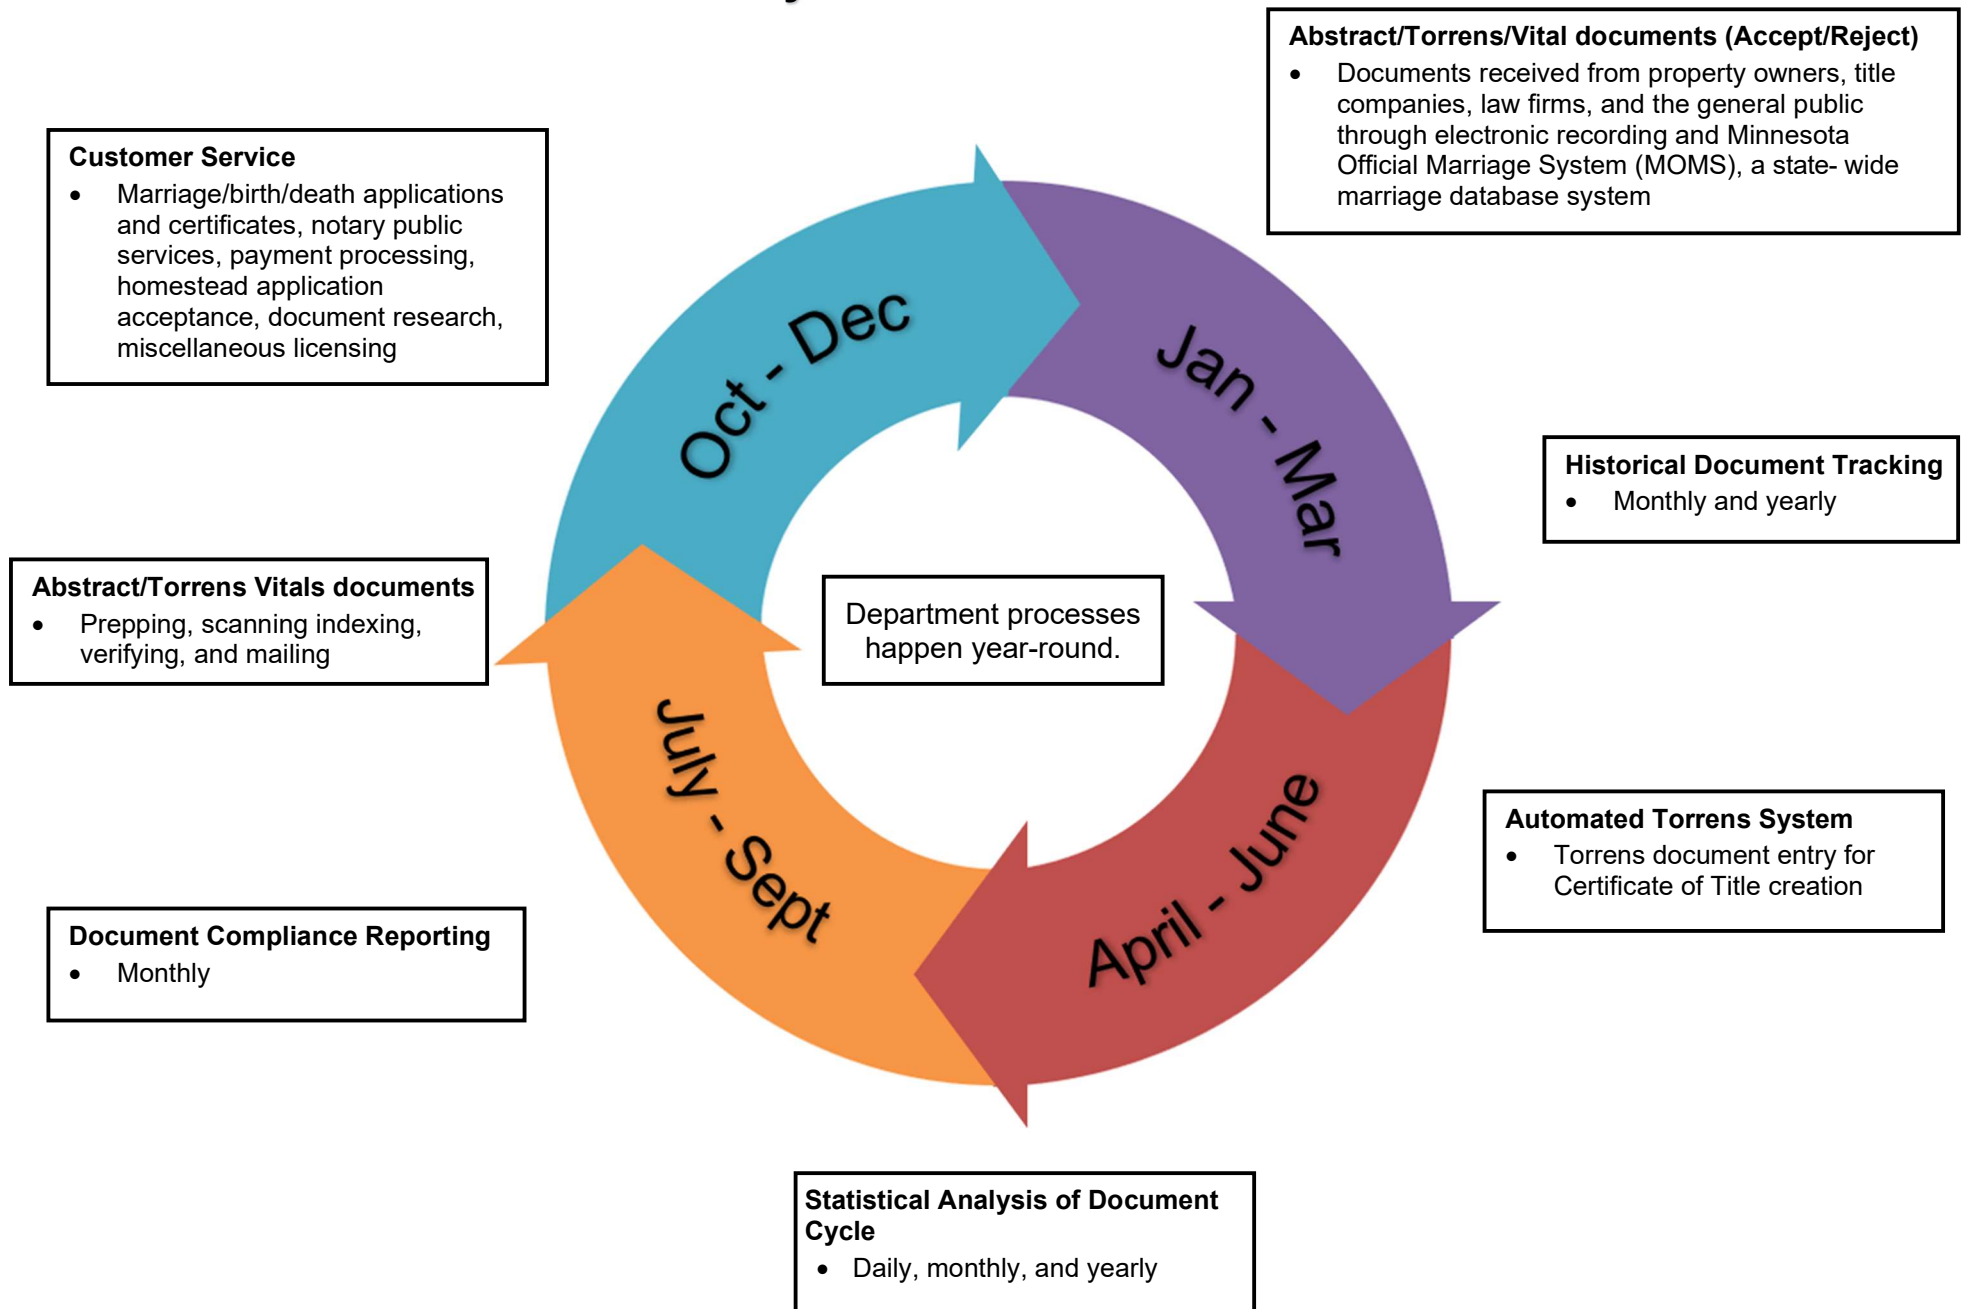 Abstract/Torrens/Vital documents (Accept/Reject)
• Documents received from property owners, title
companies, law firms, and the general public
through electronic recording and Minnesota
Official Marriage System (MOMS), a state- wide
marriage database system
Customer Service
• Marriage/birth/death applications
and certificates, notary public
services, payment processing,
homestead application
acceptance, document research,
miscellaneous licensing
Oct - Dec
Jan - Mar
Historical Document Tracking
• Monthly and yearly
Abstract/Torrens Vitals documents
• Prepping, scanning indexing,
verifying, and mailing
Department processes
happen year-round.
July - Sept
April - June
Automated Torrens System
• Torrens document entry for
Certificate of Title creation
Document Compliance Reporting
• Monthly
Statistical Analysis of Document
Cycle
• Daily, monthly, and yearly